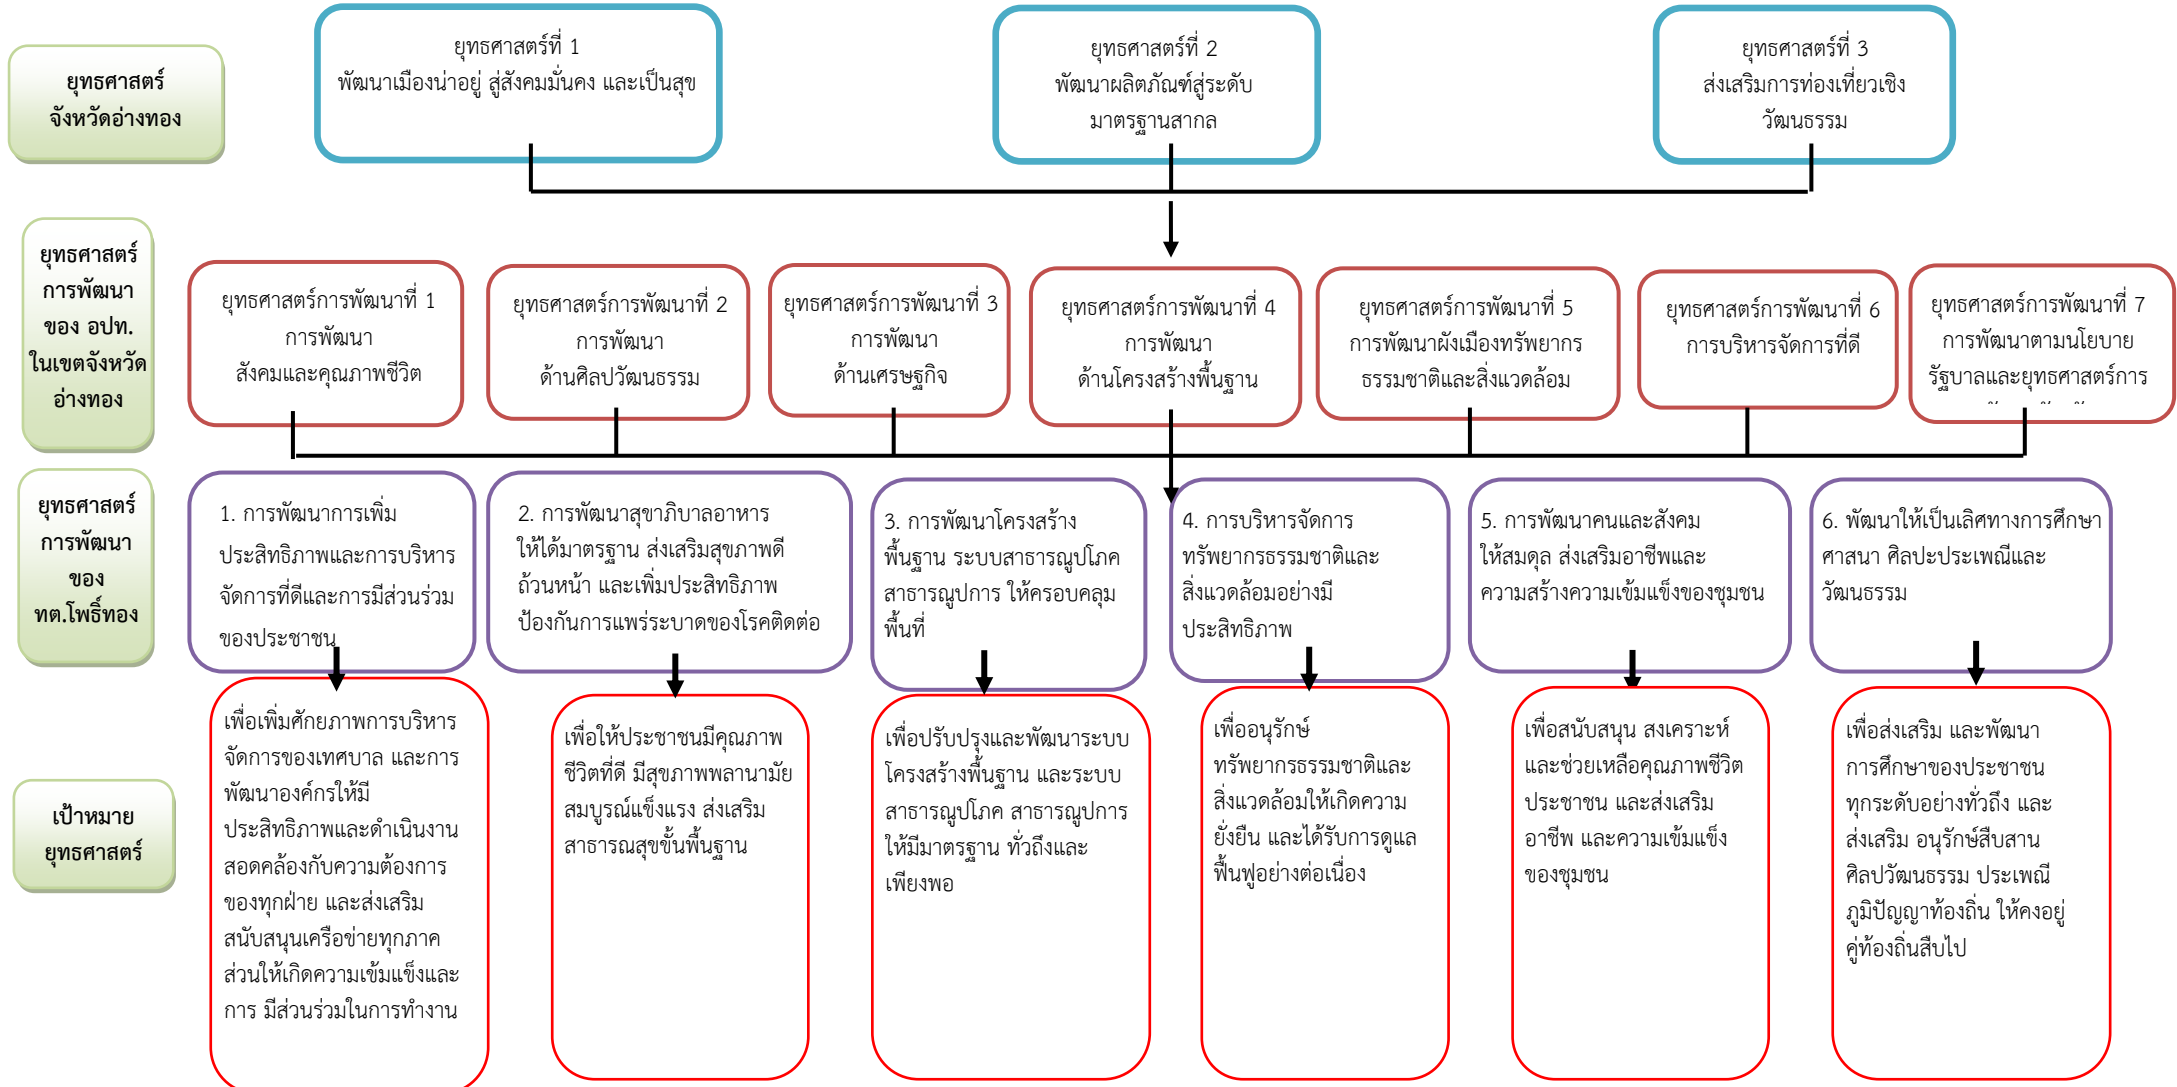 ยุทธศาสตร์
จังหวัดอ่างทอง
ยุทธศาสตร์ที่ 1
พัฒนาเมืองน่าอยู่ สู่สังคมมั่นคง และเป็นสุข
ยุทธศาสตร์ที่ 2
พัฒนาผลิตภัณฑ์สู่ระดับ
มาตรฐานสากล
ยุทธศาสตร์ที่ 3
ส่งเสริมการท่องเที่ยวเชิง
วัฒนธรรม
ยุทธศาสตร์
การพัฒนา
ของ อปท.
ในเขตจังหวัด
อ่างทอง
ยุทธศาสตร์การพัฒนาที่ 1
การพัฒนา
สังคมและคุณภาพชีวิต
ยุทธศาสตร์การพัฒนาที่ 2
การพัฒนา
ด้านศิลปวัฒนธรรม
ยุทธศาสตร์การพัฒนาที่ 3
การพัฒนา
ด้านเศรษฐกิจ
ยุทธศาสตร์การพัฒนาที่ 4
การพัฒนา
ด้านโครงสร้างพื้นฐาน
ยุทธศาสตร์การพัฒนาที่ 5
การพัฒนาผังเมืองทรัพยากร
ธรรมชาติและสิ่งแวดล้อม
ยุทธศาสตร์การพัฒนาที่ 6
การบริหารจัดการที่ดี
ยุทธศาสตร์การพัฒนาที่ 7
การพัฒนาตามนโยบาย
รัฐบาลและยุทธศาสตร์การ
ยุทธศาสตร์
การพัฒนา
ของ
ทต.โพธิ์ทอง
1. การพัฒนาการเพิ่ม
ประสิทธิภาพและการบริหาร
จัดการที่ดีและการมีส่วนร่วม
ของประชาชน
2. การพัฒนาสุขาภิบาลอาหาร
ให้ได้มาตรฐาน ส่งเสริมสุขภาพดี
ถ้วนหน้า และเพิ่มประสิทธิภาพ
ป้องกันการแพร่ระบาดของโรคติดต่อ
3. การพัฒนาโครงสร้าง
พื้นฐาน ระบบสาธารณูปโภค
สาธารณูปการ ให้ครอบคลุม
พื้นที่
4. การบริหารจัดการ
ทรัพยากรธรรมชาติและ
สิ่งแวดล้อมอย่างมี
ประสิทธิภาพ
5. การพัฒนาคนและสังคม
ให้สมดุล ส่งเสริมอาชีพและ
ความสร้างความเข้มแข็งของชุมชน
6. พัฒนาให้เป็นเลิศทางการศึกษา
ศาสนา ศิลปะประเพณีและ
วัฒนธรรม
เป้าหมาย
ยุทธศาสตร์
เพื่อเพิ่มศักยภาพการบริหาร
จัดการของเทศบาล และการ
พัฒนาองค์กรให้มี
ประสิทธิภาพและดำเนินงาน
สอดคล้องกับความต้องการ
ของทุกฝ่าย และส่งเสริม
สนับสนุนเครือข่ายทุกภาค
ส่วนให้เกิดความเข้มแข็งและ
การ มีส่วนร่วมในการทำงาน
เพื่อให้ประชาชนมีคุณภาพ
ชีวิตที่ดี มีสุขภาพพลานามัย
สมบูรณ์แข็งแรง ส่งเสริม
สาธารณสุขขั้นพื้นฐาน
เพื่อปรับปรุงและพัฒนาระบบ
โครงสร้างพื้นฐาน และระบบ
สาธารณูปโภค สาธารณูปการ
ให้มีมาตรฐาน ทั่วถึงและ
เพียงพอ
เพื่ออนุรักษ์
ทรัพยากรธรรมชาติและ
สิ่งแวดล้อมให้เกิดความ
ยั่งยืน และได้รับการดูแล
ฟื้นฟูอย่างต่อเนื่อง
เพื่อสนับสนุน สงเคราะห์
และช่วยเหลือคุณภาพชีวิต
ประชาชน และส่งเสริม
อาชีพ และความเข้มแข็ง
ของชุมชน
เพื่อส่งเสริม และพัฒนา
การศึกษาของประชาชน
ทุกระดับอย่างทั่วถึง และ
ส่งเสริม อนุรักษ์สืบสาน
ศิลปวัฒนธรรม ประเพณี
ภูมิปัญญาท้องถิ่น ให้คงอยู่
คู่ท้องถิ่นสืบไป